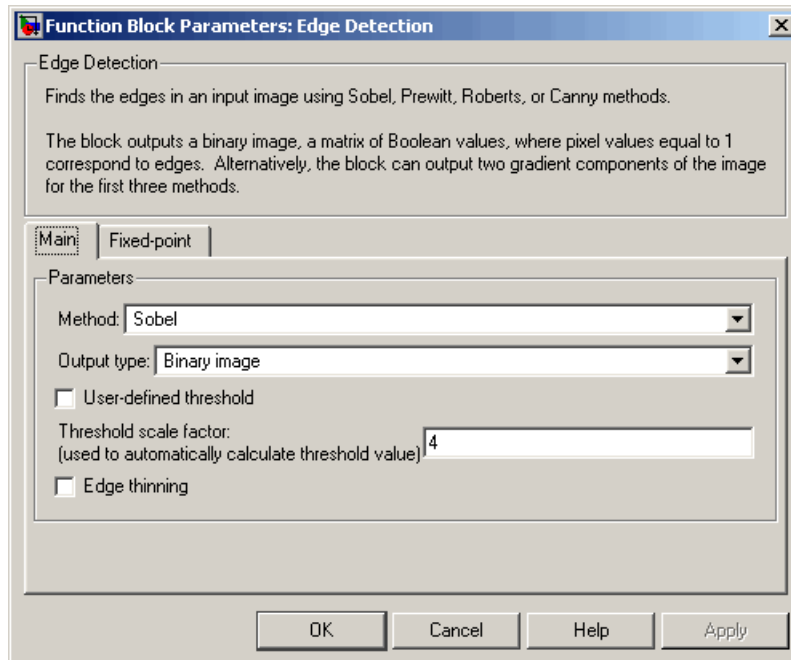 Function Block Parameters: Edge Detection
Edge Detection
Finds the edges in an input image using Sobel, Prewitt, Roberts, or Canny methods.
The block outputs a binary image, a matrix of Boolean values, where pixel values equal to 1
correspond to edges. Alternatively, the block can output two gradient components of the image
for the first three methods.
Main
Fixed-point
Parameters
Method: Sobel
Output type: Binary image
User-defined threshold
Threshold scale factor:
(used to automatically calculate threshold value) 4
Edge thinning
OK
Cancel
Help
Apply